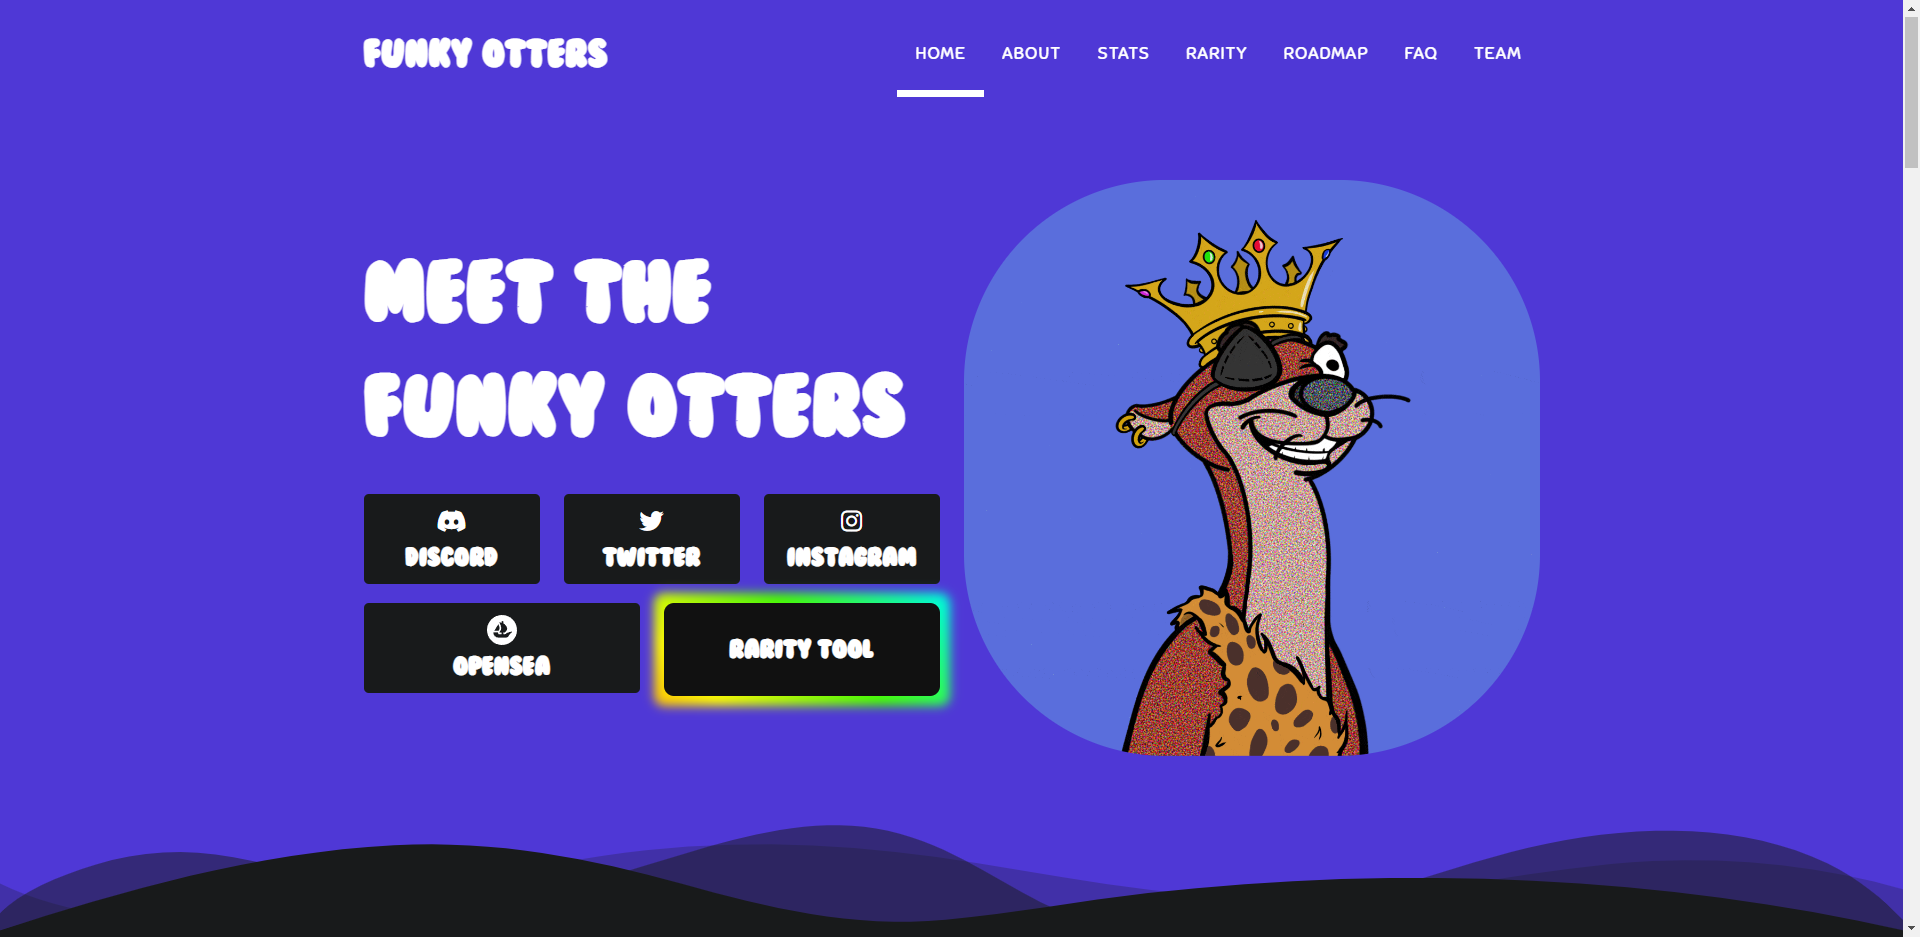 FUNKY OTTERS
HOME ABOUT STATS RARITY ROADMAP FAQ TEAM
MEET THE
FUNKY OTTERS
DISCORD TWITTER INSTAGRAM
OPENSEA RARITY TOOL